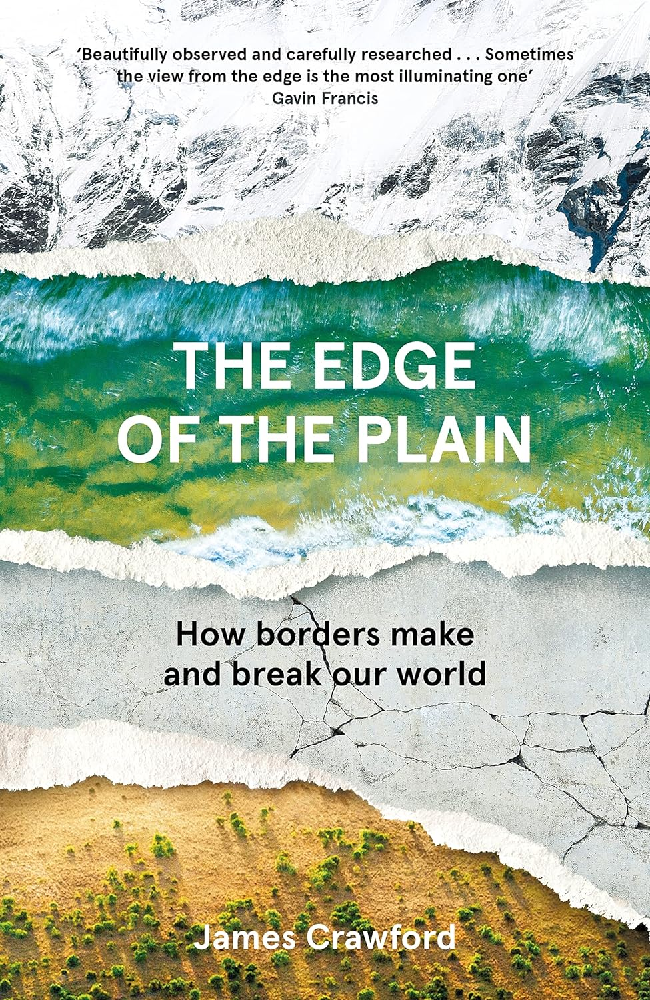 ‘Beautifully observed and carefully researched . . . Sometimes
the view from the edge is the most illuminating one’
Gavin Francis
THE EDGE
OF THE PLAIN
How borders make
and break our world
James Crawford